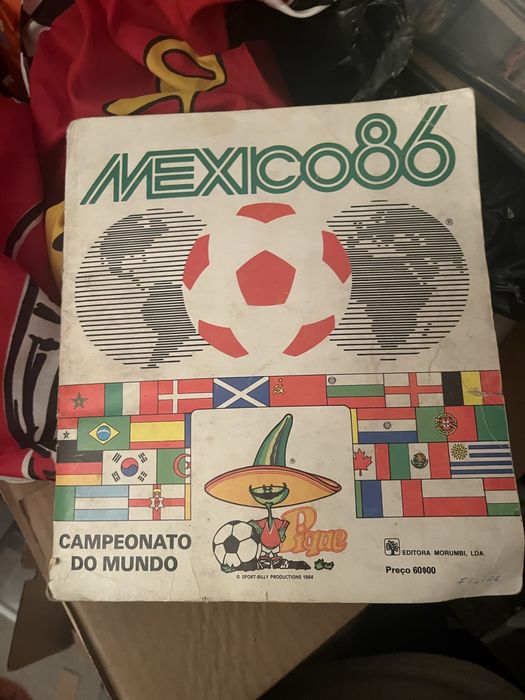 MEXICO86
®
®
Pique
CAMPEONATO
DO MUNDO
© SPORT-BILLY PRODUCTIONS 1984
EDITORA MORUMBI, LDA.
Preço 60$00